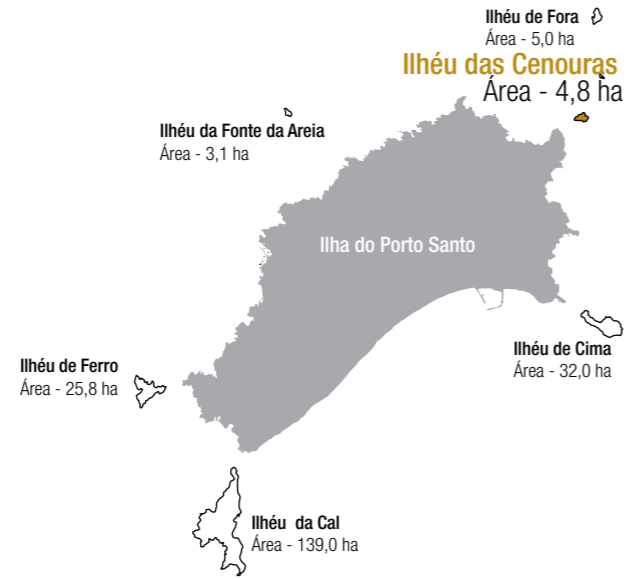 Ilhéu de Fora
Área - 5,0 ha
Ilhéu das Cenouras
Área - 4,8 ha
Ilhéu da Fonte da Areia
Área - 3,1 ha
Ilha do Porto Santo
Ilhéu de Cima
Área - 32,0 ha
Ilhéu de Ferro
Área - 25,8 ha
Ilhéu da Cal
Área - 139,0 ha